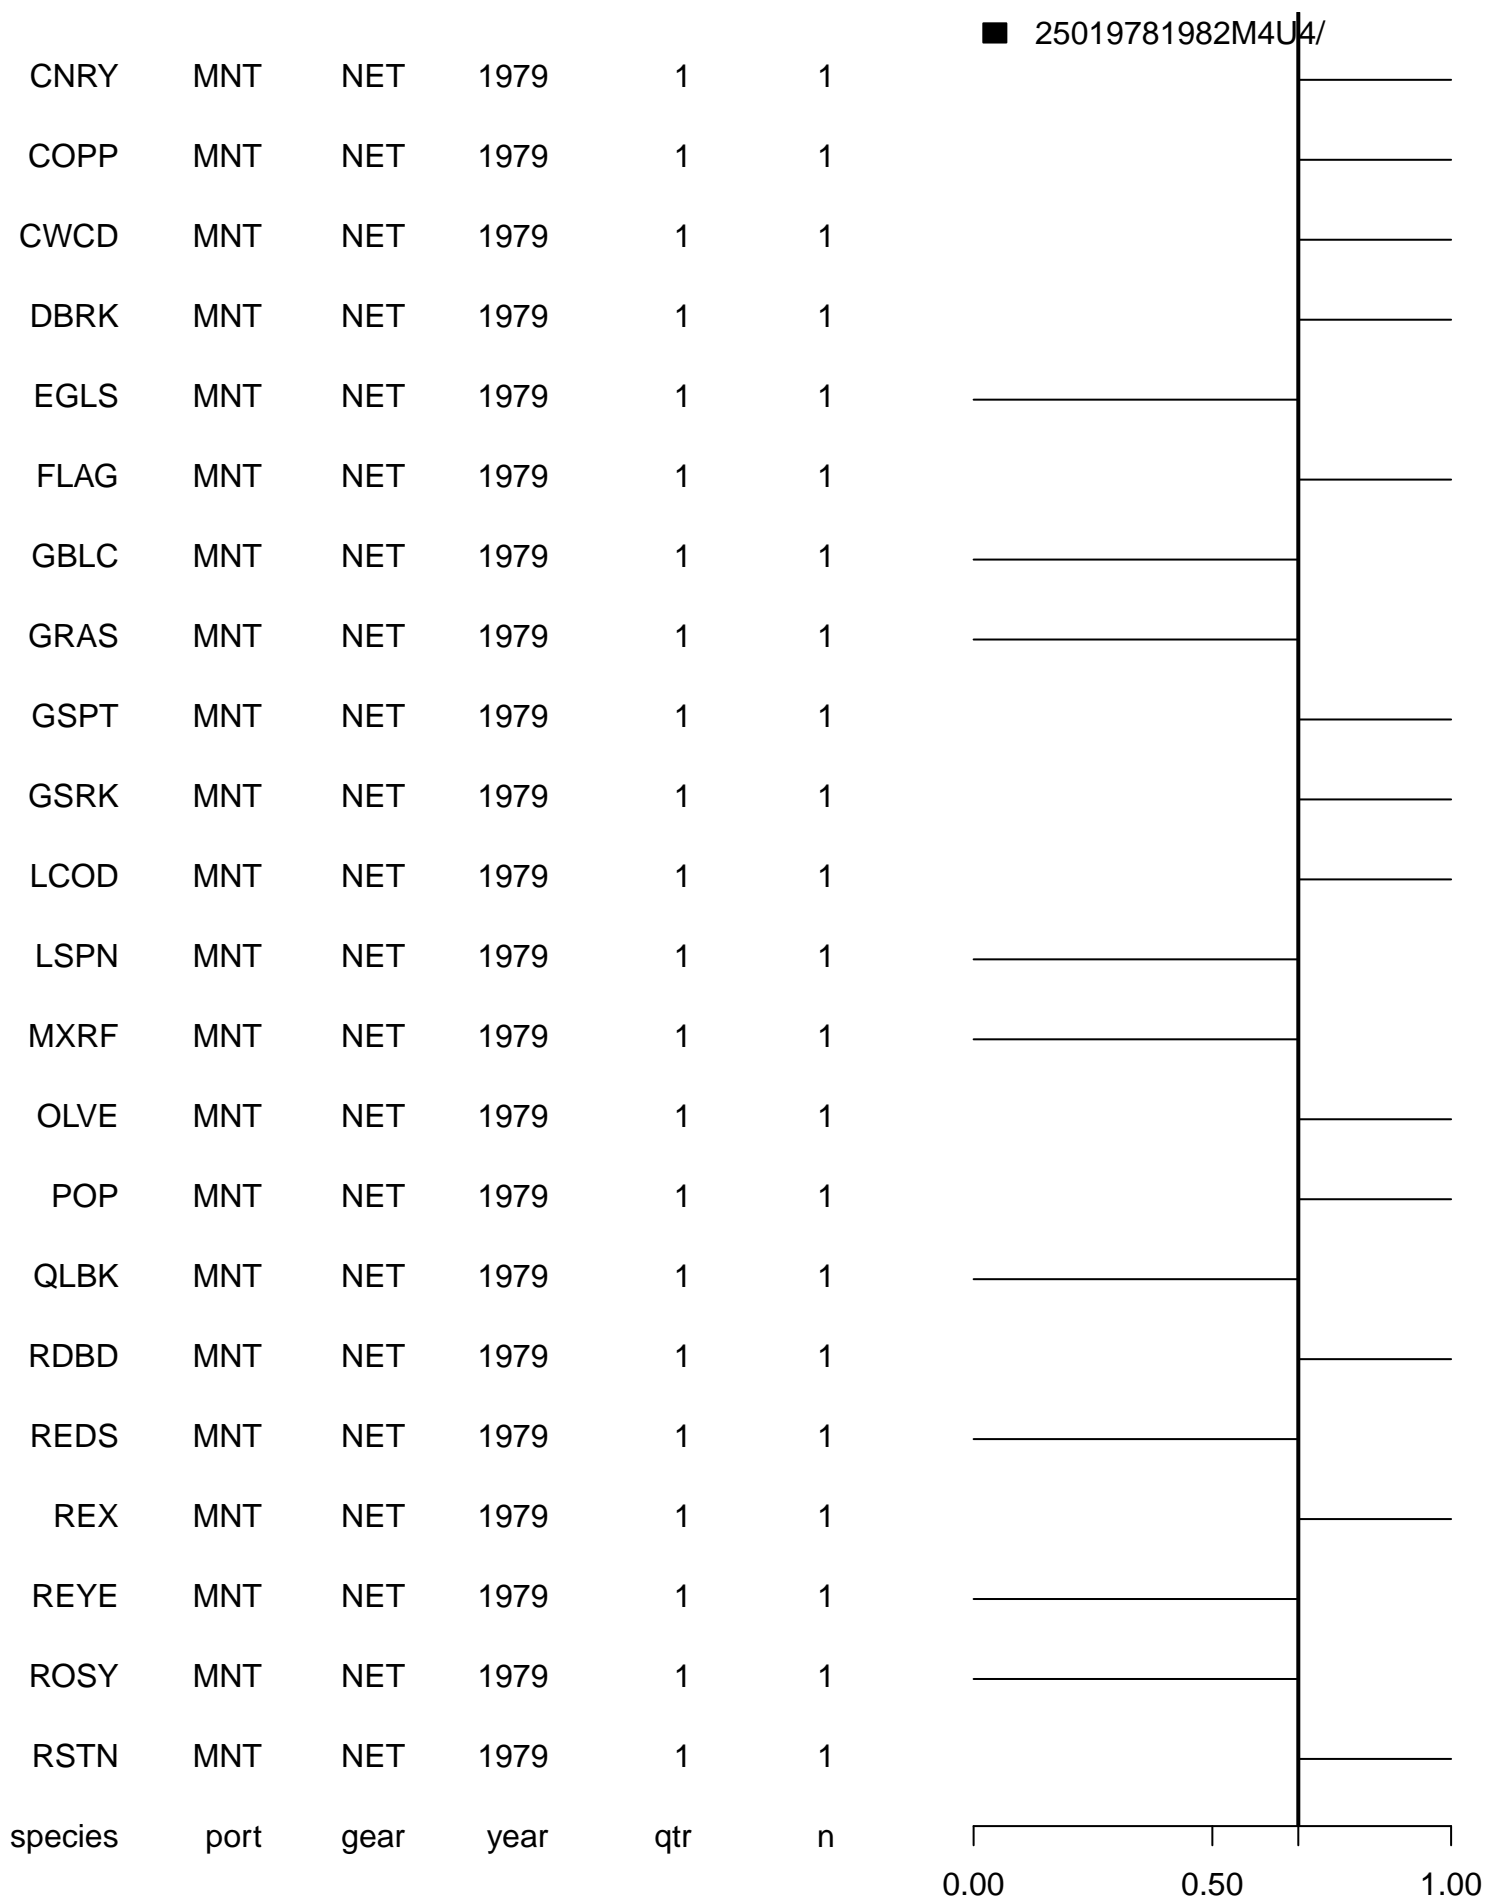 25019781982M4U4/
CNRY MNT NET 1979 1 1
COPP MNT NET 1979 1 1
CWCD MNT NET 1979 1 1
DBRK MNT NET 1979 1 1
EGLS MNT NET 1979 1 1
FLAG MNT NET 1979 1 1
GBLC MNT NET 1979 1 1
GRAS MNT NET 1979 1 1
GSPT MNT NET 1979 1 1
GSRK MNT NET 1979 1 1
LCOD MNT NET 1979 1 1
LSPN MNT NET 1979 1 1
MXRF MNT NET 1979 1 1
OLVE MNT NET 1979 1 1
POP MNT NET 1979 1 1
QLBK MNT NET 1979 1 1
RDBD MNT NET 1979 1 1
REDS MNT NET 1979 1 1
REX MNT NET 1979 1 1
REYE MNT NET 1979 1 1
ROSY MNT NET 1979 1 1
RSTN MNT NET 1979 1 1
species port gear year qtr n
0.00 0.50 1.00